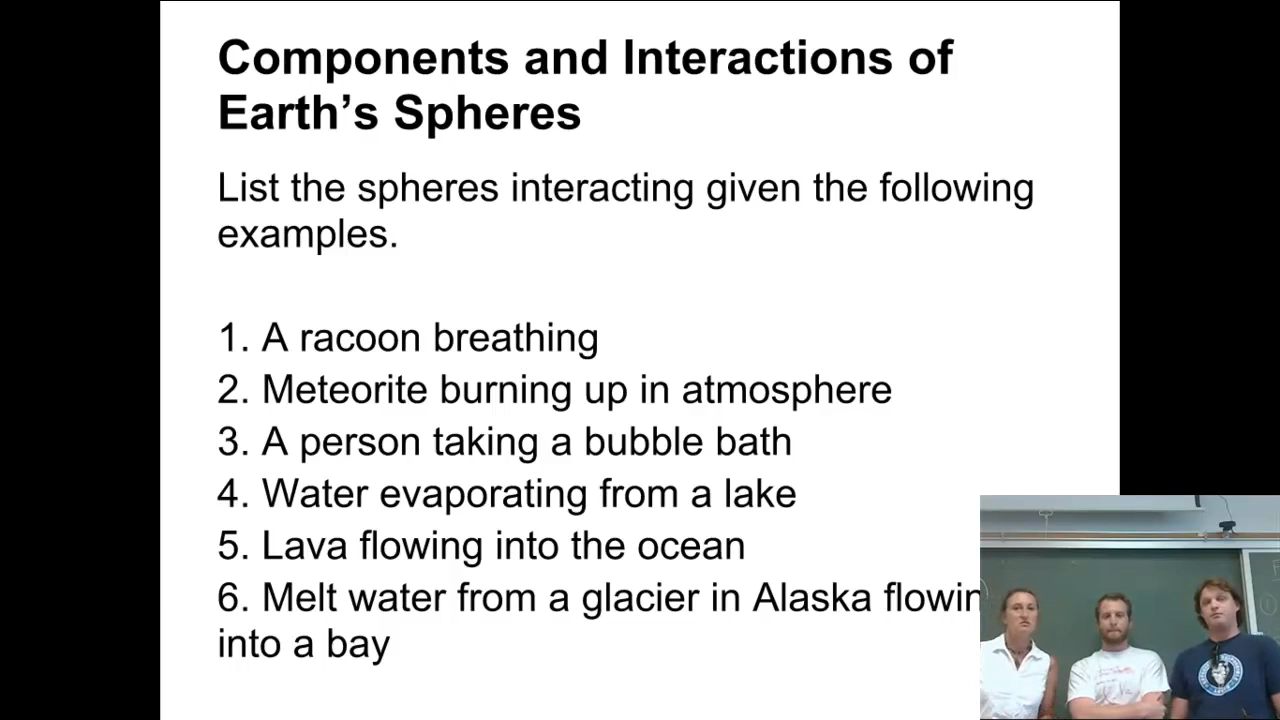 Components and Interactions of
Earth’s Spheres
List the spheres interacting given the following
examples.
1. A racoon breathing
2. Meteorite burning up in atmosphere
3. A person taking a bubble bath
4. Water evaporating from a lake
5. Lava flowing into the ocean
6. Melt water from a glacier in Alaska flowin
into a bay